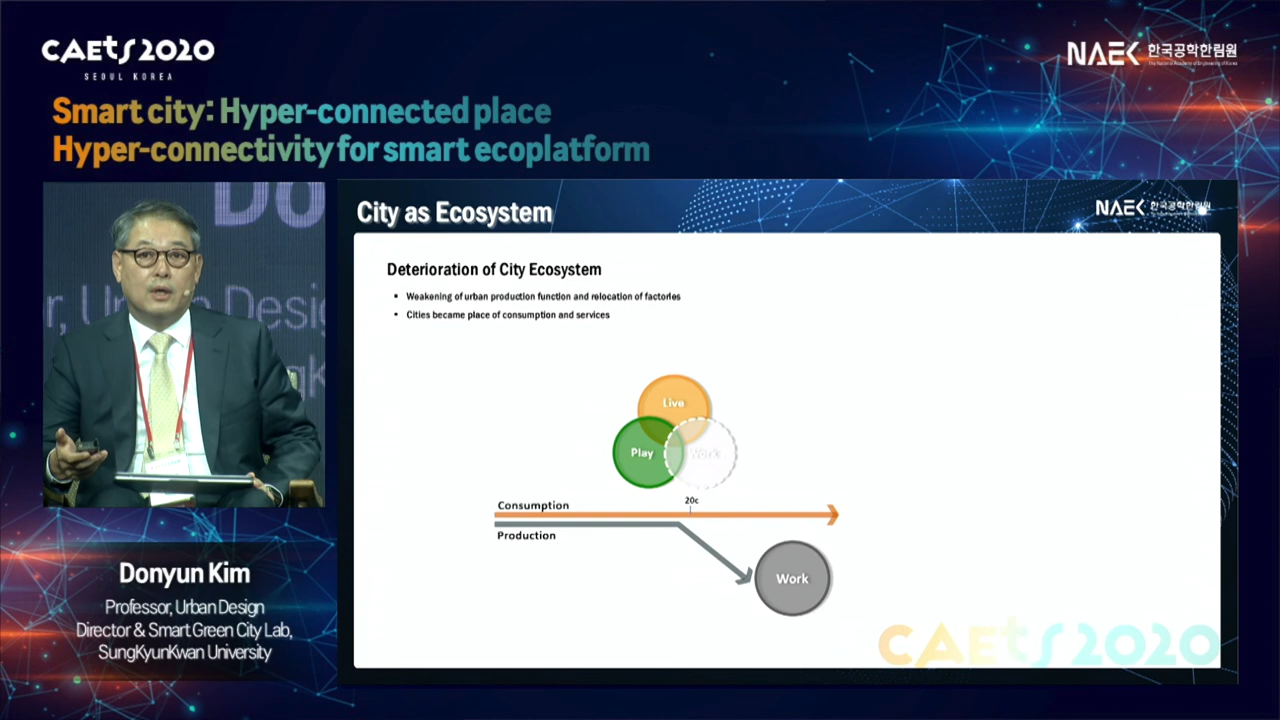 CAETS 2020
SEOUL KOREA
NAEK 한국공학한림원
The National Academy of Engineering of Korea
Smart city: Hyper-connected place
Hyper-connectivity for smart ecoplatform
Do
r, Urban Desig
gK
City as Ecosystem
NAEK 한국공학한림원
Deterioration of City Ecosystem
• Weakening of urban production function and relocation of factories
• Cities became place of consumption and services
Live
Play
Work
20c
Consumption
Production
Work
CAETS 2020
Donyun Kim
Professor, Urban Design
Director & Smart Green City Lab,
SungKyunKwan University